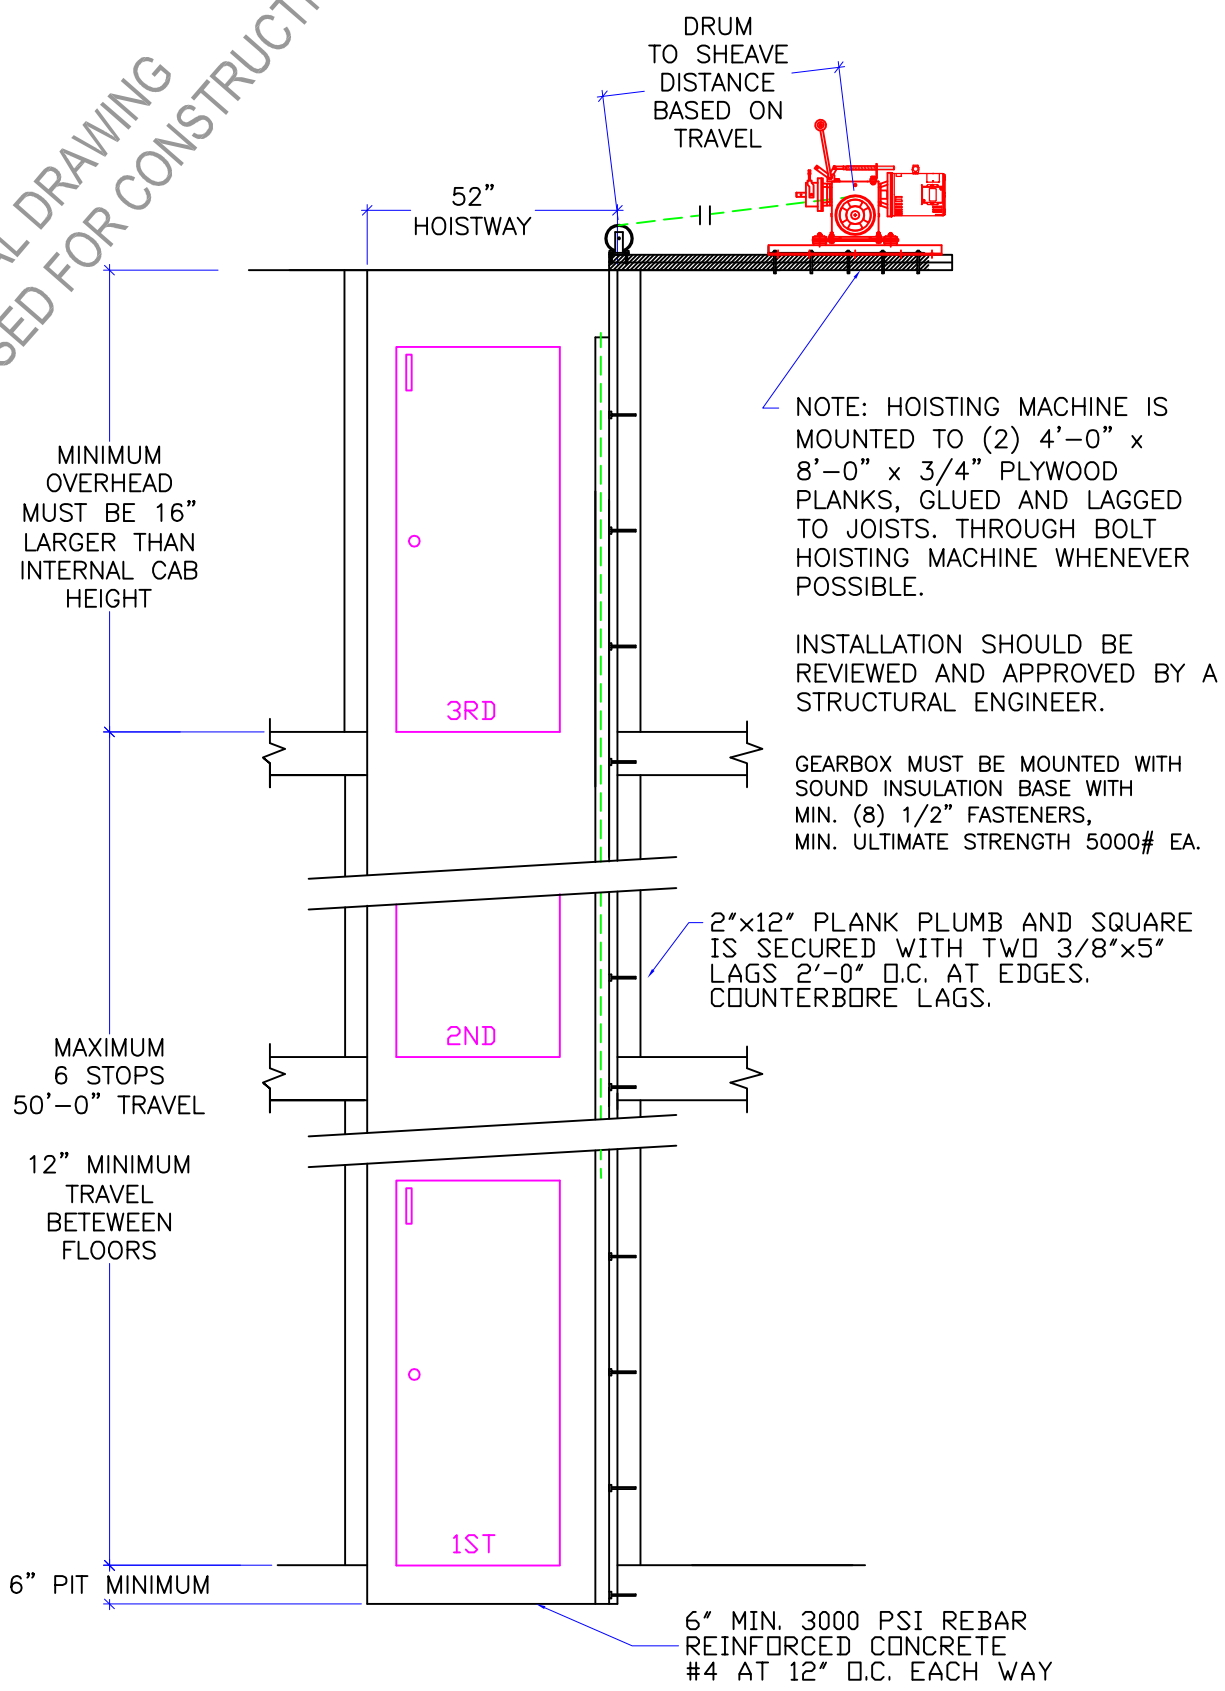 AL DRAWING
SED FOR CONSTRUCTI
DRUM
TO SHEAVE
DISTANCE
BASED ON
TRAVEL
52”
HOISTWAY
MINIMUM
OVERHEAD
MUST BE 16”
LARGER THAN
INTERNAL CAB
HEIGHT
NOTE: HOISTING MACHINE IS
MOUNTED TO (2) 4’-0” x
8’-0” x 3/4” PLYWOOD
PLANKS, GLUED AND LAGGED
TO JOISTS. THROUGH BOLT
HOISTING MACHINE WHENEVER
POSSIBLE.
INSTALLATION SHOULD BE
REVIEWED AND APPROVED BY A
STRUCTURAL ENGINEER.
GEARBOX MUST BE MOUNTED WITH
SOUND INSULATION BASE WITH
MIN. (8) 1/2” FASTENERS,
MIN. ULTIMATE STRENGTH 5000# EA.
3RD
2"x12" PLANK PLUMB AND SQUARE
IS SECURED WITH TWO 3/8"x5"
LAGS 2'-0" O.C. AT EDGES.
COUNTERBORE LAGS.
2ND
MAXIMUM
6 STOPS
50’-0” TRAVEL
12” MINIMUM
TRAVEL
BETEWEEN
FLOORS
1ST
6” PIT MINIMUM
6" MIN. 3000 PSI REBAR
REINFORCED CONCRETE
#4 AT 12" O.C. EACH WAY